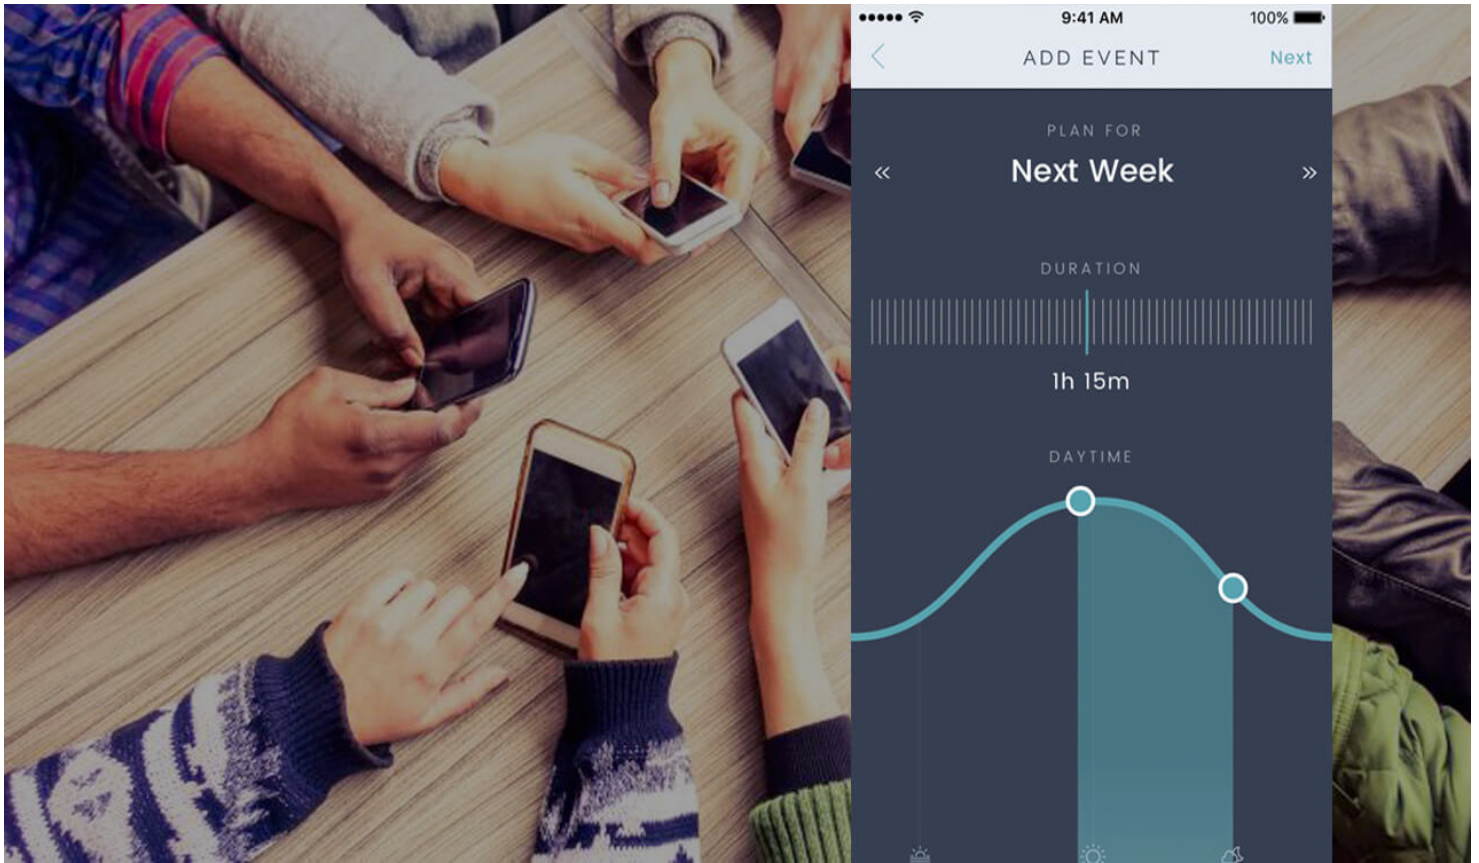 9:41 AM 100%
ADD EVENT Next
PLAN FOR
« Next Week »
DURATION
1h 15m
DAYTIME